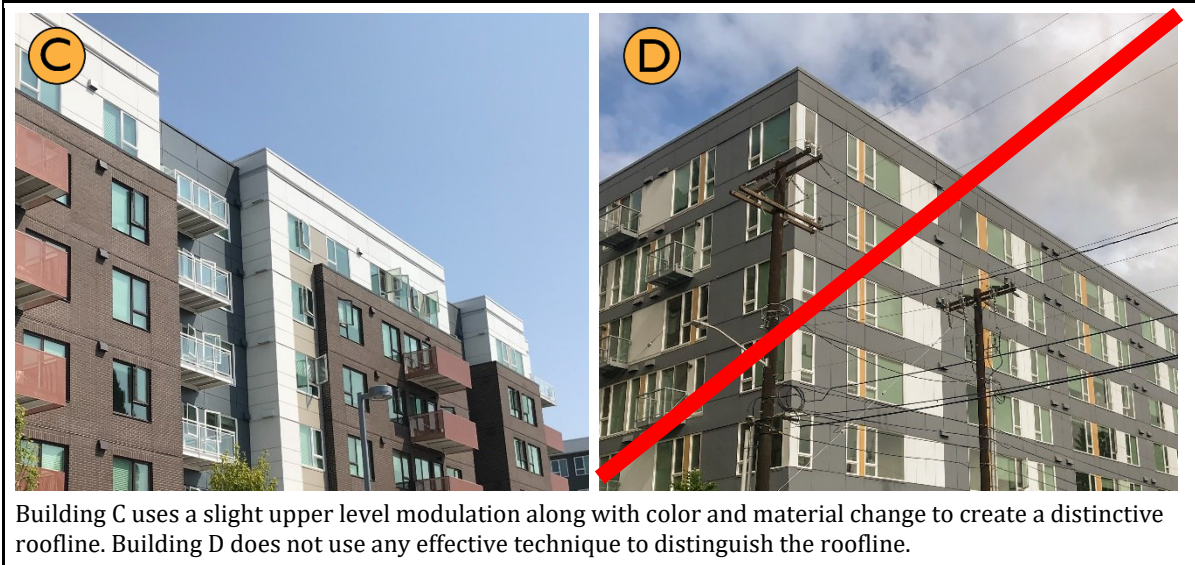 C
D
Building C uses a slight upper level modulation along with color and material change to create a distinctive
roofline. Building D does not use any effective technique to distinguish the roofline.